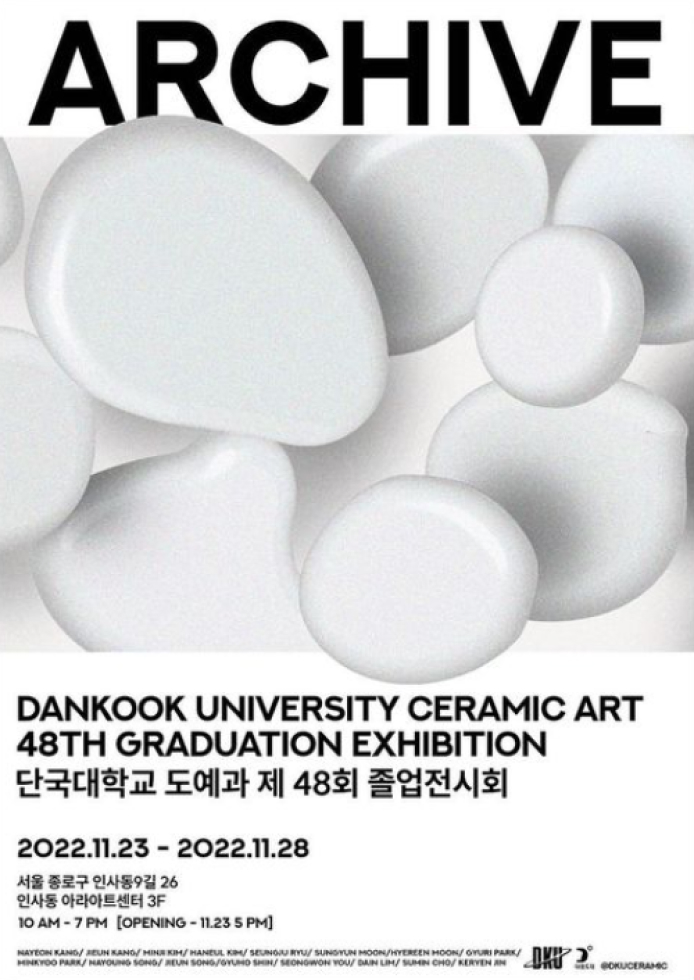 ARCHIVE
DANKOOK UNIVERSITY CERAMIC ART
48TH GRADUATION EXHIBITION
단국대학교 도예과 제 48회 졸업전시회
2022.11.23 - 2022.11.28
서울 종로구 인사동9길 26
인사동 아라아트센터 3F
10 AM - 7 PM [OPENING - 11.23 5 PM]
NAYEON KANG/ JIEUN KANG/ MINJI KIM/ HANEUL KIM/ SEUNGJU RYU/ SUNGYUN MOON/HYEREEN MOON/ GYURI PARK/
MINKYOO PARK/ NAYOUNG SONG/ JIEUN SONG/GYUHO SHIN/ SEONGWON YOU/ DAIN LIM/ SUMIN CHO/ KERYEN JIN
DKU
@DKUCERAMIC